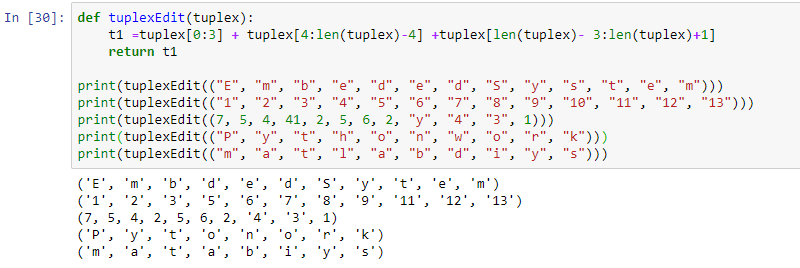 In [30]: def tuplexEdit(tuplex):
t1 =tuplex[0:3] + tuplex[4:len(tuplex)-4] +tuplex[len(tuplex)- 3:len(tuplex)+1]
return t1
print(tuplexEdit(("E", "m", "b", "e", "d", "e", "d", "S", "y", "s", "t", "e", "m")))
print(tuplexEdit(("1", "2", "3", "4", "5", "6", "7", "8", "9", "10", "11", "12", "13")))
print(tuplexEdit((7, 5, 4, 41, 2, 5, 6, 2, "y", "4", "3", 1)))
print(tuplexEdit(("P", "y", "t", "h", "o", "n", "w", "o", "r", "k")))
print(tuplexEdit(("m", "a", "t", "l", "a", "b", "d", "i", "y", "s")))
('E', 'm', 'b', 'd', 'e', 'd', 'S', 'y', 't', 'e', 'm')
('1', '2', '3', '5', '6', '7', '8', '9', '11', '12', '13')
(7, 5, 4, 2, 5, 6, 2, '4', '3', 1)
('P', 'y', 't', 'o', 'n', 'o', 'r', 'k')
('m', 'a', 't', 'a', 'b', 'i', 'y', 's')